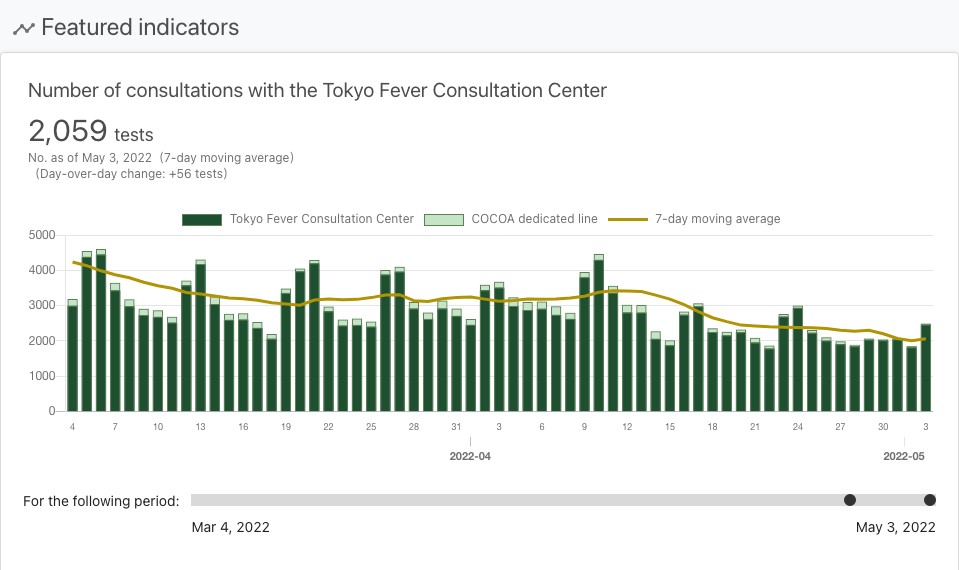 Featured indicators
Number of consultations with the Tokyo Fever Consultation Center
2,059 tests
No. as of May 3, 2022 (7-day moving average)
(Day-over-day change: +56 tests)
Tokyo Fever Consultation Center COCOA dedicated line 7-day moving average
5000
4000
3000
2000
1000
0
4 7 10 13 16 19 22 25 28 31 3 6 9 12 15 18 21 24 27 30 3
2022-04 2022-05
For the following period:
Mar 4, 2022 May 3, 2022